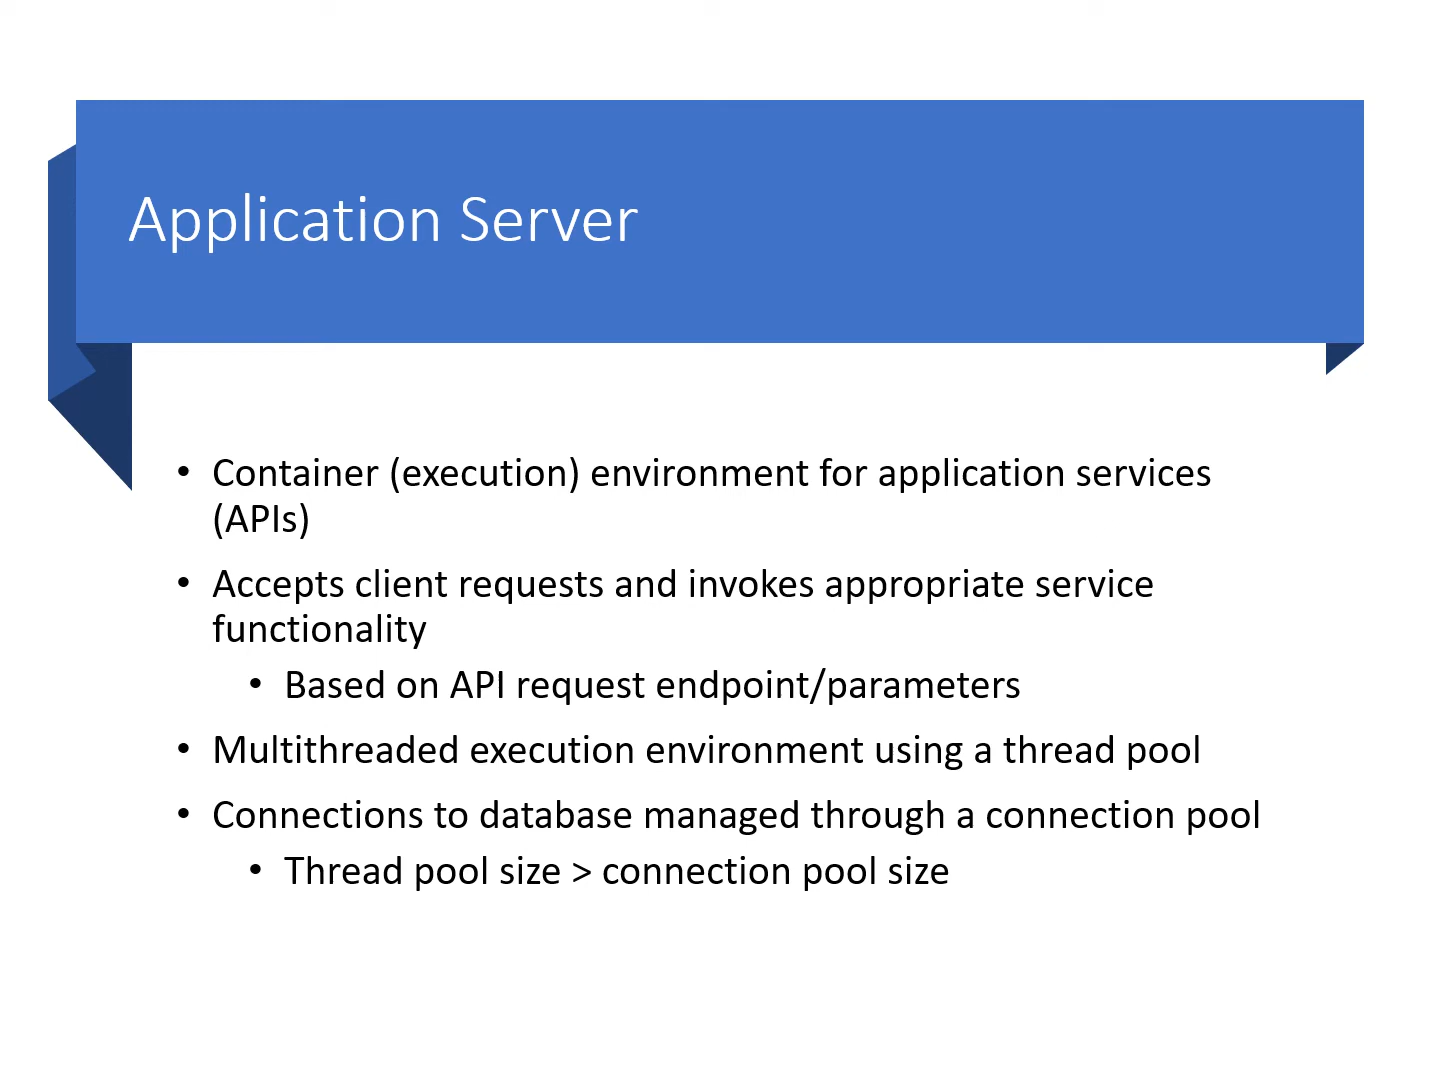 Application Server
• Container (execution) environment for application services
(APIs)
• Accepts client requests and invokes appropriate service
functionality
• Based on API request endpoint/parameters
• Multithreaded execution environment using a thread pool
• Connections to database managed through a connection pool
• Thread pool size > connection pool size